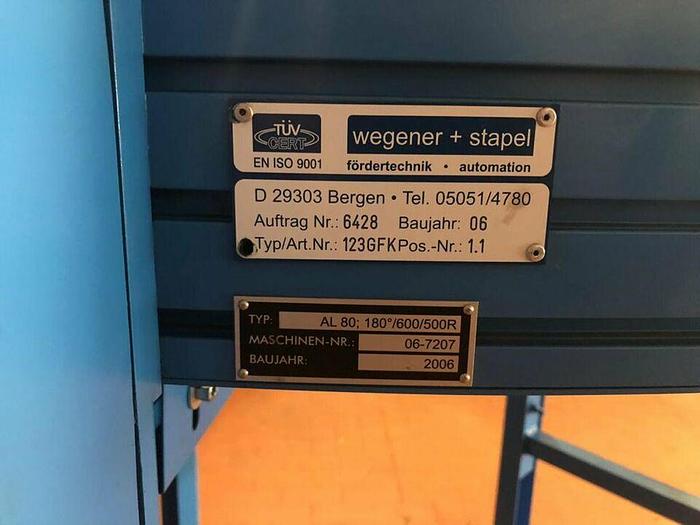 TÜV
CERT
EN ISO 9001
wegener + stapel
fördertechnik • automation
D 29303 Bergen • Tel. 05051/4780
Auftrag Nr.: 6428 Baujahr: 06
Typ/Art.Nr.: 123GFK Pos.-Nr.: 1.1
TYP: AL 80; 180°/600/500R
MASCHINEN-NR.: 06-7207
BAUJAHR: 2006